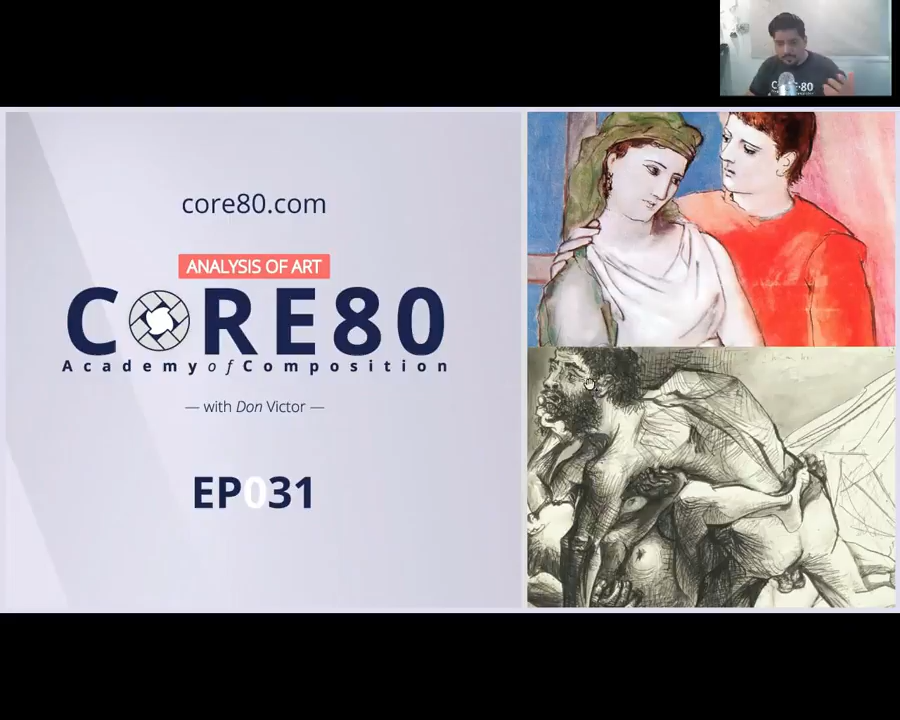 core80.com
ANALYSIS OF ART
CORE80
Academy of Composition
— with Don Victor —
EP031